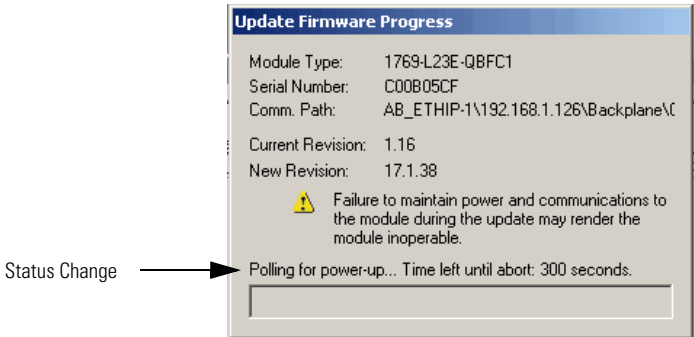 Update Firmware Progress
Module Type: 1769-L23E-QBFC1
Serial Number: C00B05CF
Comm. Path: AB_ETHIP-1\192.168.1.126\Backplane\
Current Revision: 1.16
New Revision: 17.1.38
Failure to maintain power and communications to
the module during the update may render the
module inoperable.
Status Change
Polling for power-up... Time left until abort: 300 seconds.